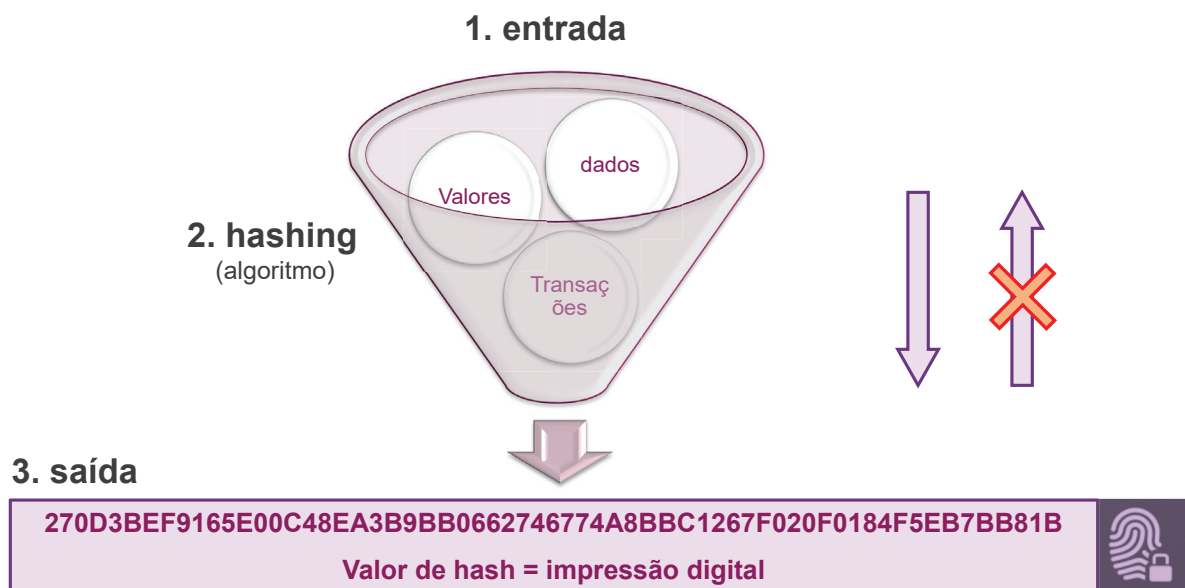 1. entrada
dados
Valores
2. hashing
(algoritmo)
Transaç
ões
3. saída
270D3BEF9165E00C48EA3B9BB0662746774A8BBC1267F020F0184F5EB7BB81B
Valor de hash = impressão digital